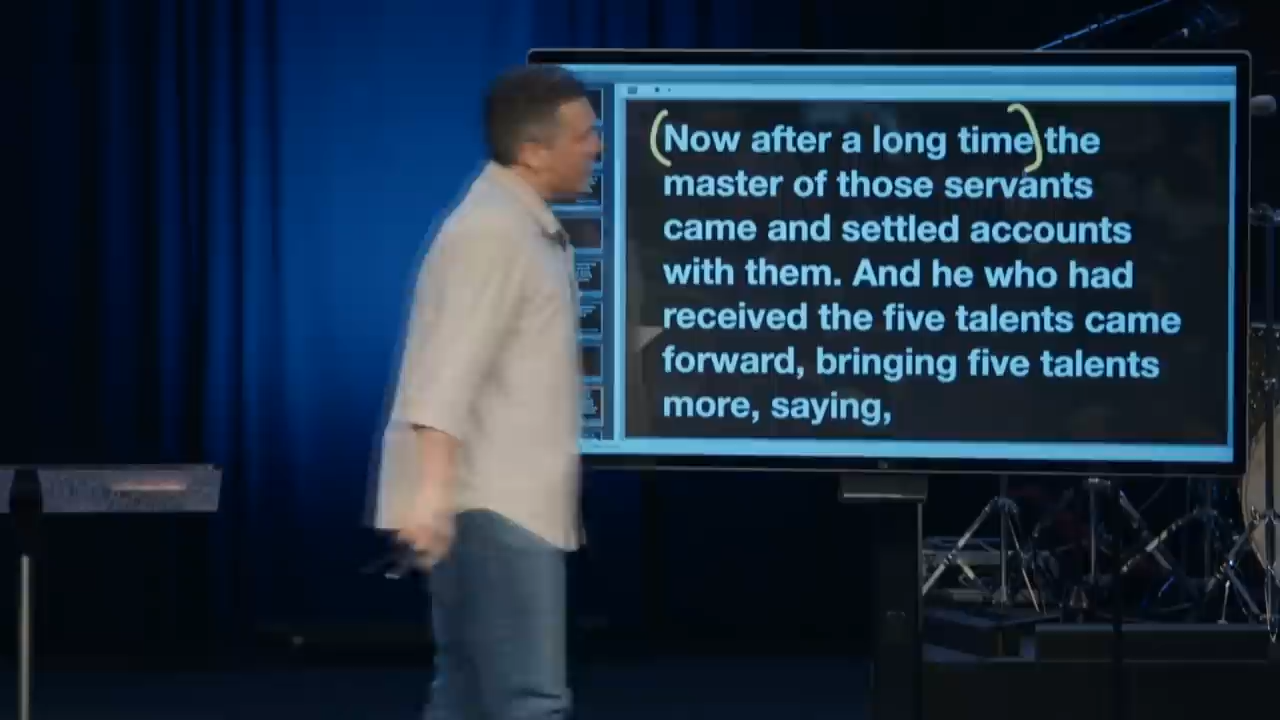 (Now after a long time) the
master of those servants
came and settled accounts
with them. And he who had
received the five talents came
forward, bringing five talents
more, saying,